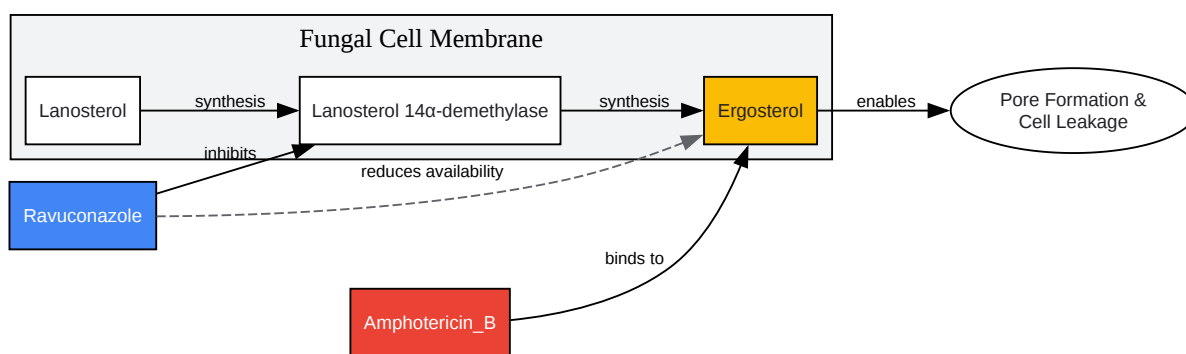 Fungal Cell Membrane
Lanosterol
synthesis
Lanosterol 14α-demethylase
synthesis
Ergosterol
enables
Pore Formation &
Cell Leakage
inhibits
reduces availability
Ravuconazole
binds to
Amphotericin_B